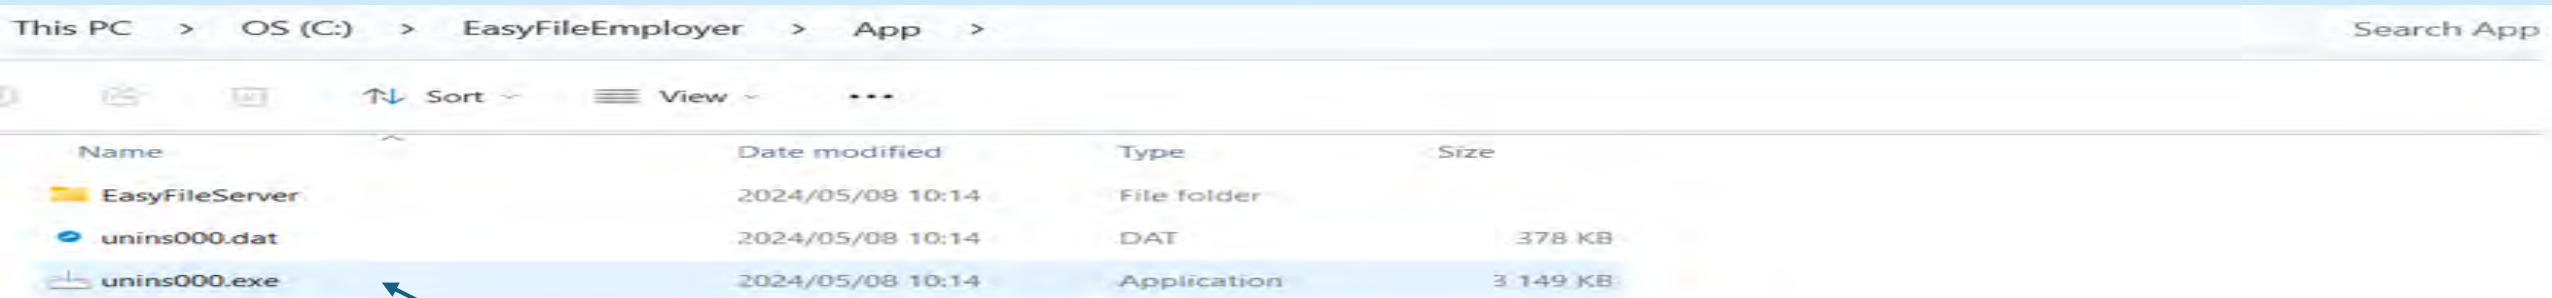 This PC > OS (C:) > EasyFileEmployer > App > Search App
Sort View ...
Name Date modified Type Size
EasyFileServer 2024/05/08 10:14 File folder
unins000.dat 2024/05/08 10:14 DAT 378 KB
unins000.exe 2024/05/08 10:14 Application 3 149 KB